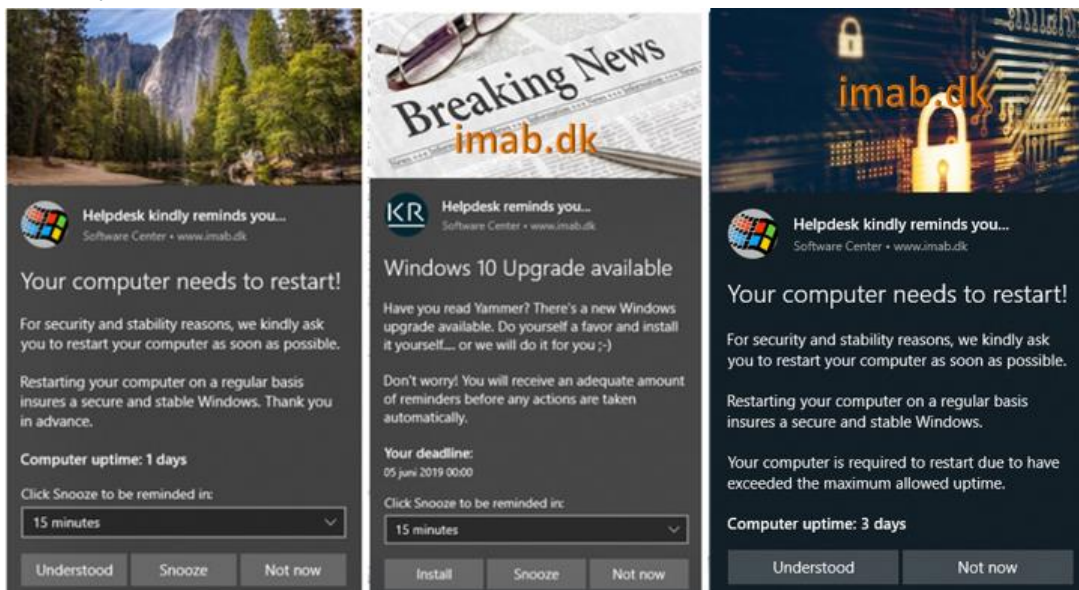 Helpdesk kindly reminds you...
Software Center • www.imab.dk
Your computer needs to restart!
For security and stability reasons, we kindly ask
you to restart your computer as soon as possible.
Restarting your computer on a regular basis
insures a secure and stable Windows. Thank you
in advance.
Computer uptime: 1 days
Click Snooze to be reminded in:
15 minutes
Understood
Snooze
Not now
Breaking News
imab.dk
KR
Helpdesk reminds you...
Software Center • www.imab.dk
Windows 10 Upgrade available
Have you read Yammer? There's a new Windows
upgrade available. Do yourself a favor and install
it yourself.... or we will do it for you ;-)
Don't worry! You will receive an adequate amount
of reminders before any actions are taken
automatically.
Your deadline:
05 juni 2019 00:00
Click Snooze to be reminded in:
15 minutes
Install
Snooze
Not now
imab.dk
Helpdesk kindly reminds you...
Software Center • www.imab.dk
Your computer needs to restart!
For security and stability reasons, we kindly ask
you to restart your computer as soon as possible.
Restarting your computer on a regular basis
insures a secure and stable Windows.
Your computer is required to restart due to have
exceeded the maximum allowed uptime.
Computer uptime: 3 days
Understood
Not now